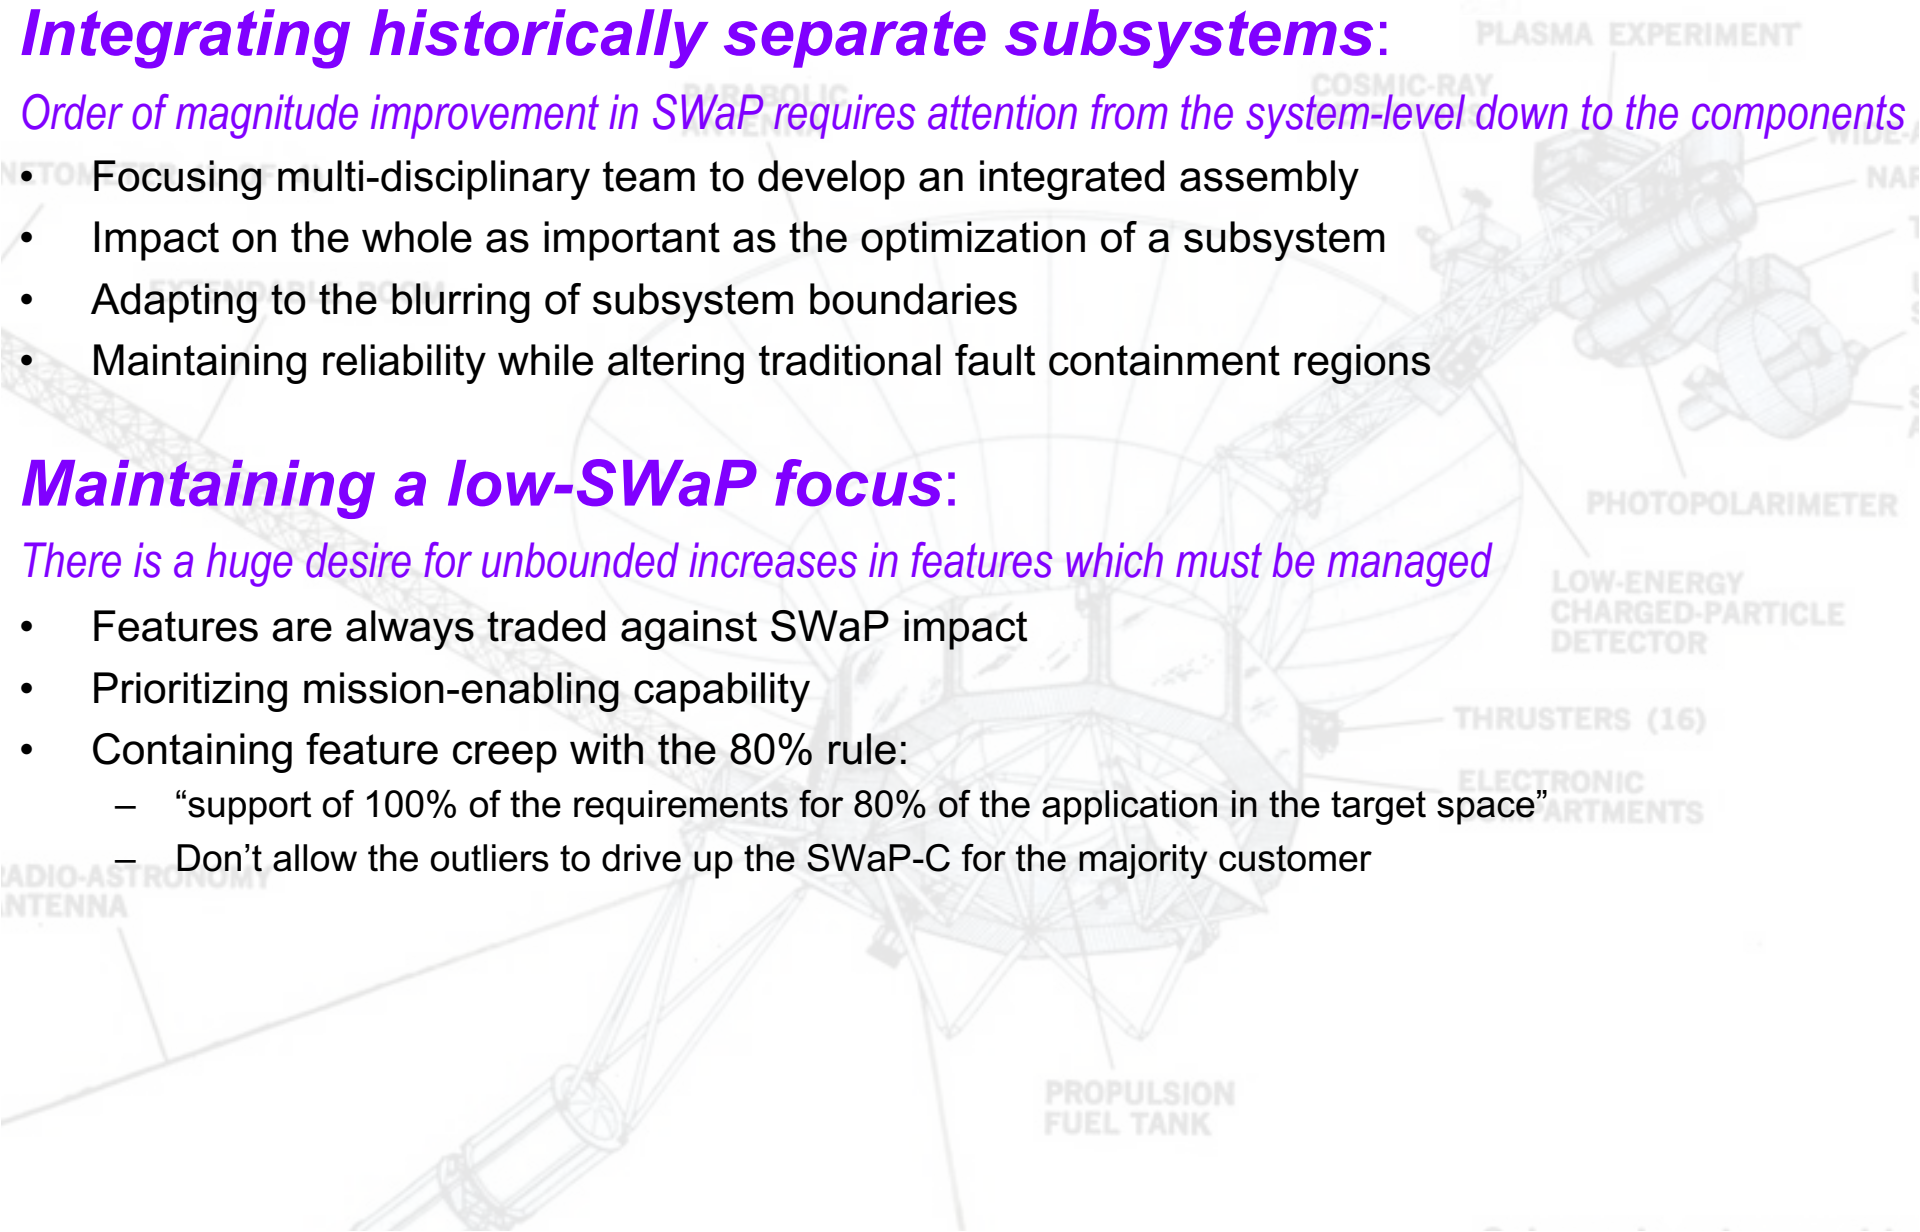 Integrating historically separate subsystems:
Order of magnitude improvement in SWaP requires attention from the system-level down to the components
• Focusing multi-disciplinary team to develop an integrated assembly
• Impact on the whole as important as the optimization of a subsystem
• Adapting to the blurring of subsystem boundaries
• Maintaining reliability while altering traditional fault containment regions
Maintaining a low-SWaP focus:
There is a huge desire for unbounded increases in features which must be managed
• Features are always traded against SWaP impact
• Prioritizing mission-enabling capability
• Containing feature creep with the 80% rule:
– “support of 100% of the requirements for 80% of the application in the target space”
– Don’t allow the outliers to drive up the SWaP-C for the majority customer
PLASMA EXPERIMENT
COSMIC-RAY
PARABOLIC
ANTENNA
EXTENDABLE BOOM
PHOTOPOLARIMETER
LOW-ENERGY
CHARGED-PARTICLE
DETECTOR
THRUSTERS (16)
ELECTRONIC
RADIO-ASTRONOMY
ANTENNA
PROPULSION
FUEL TANK